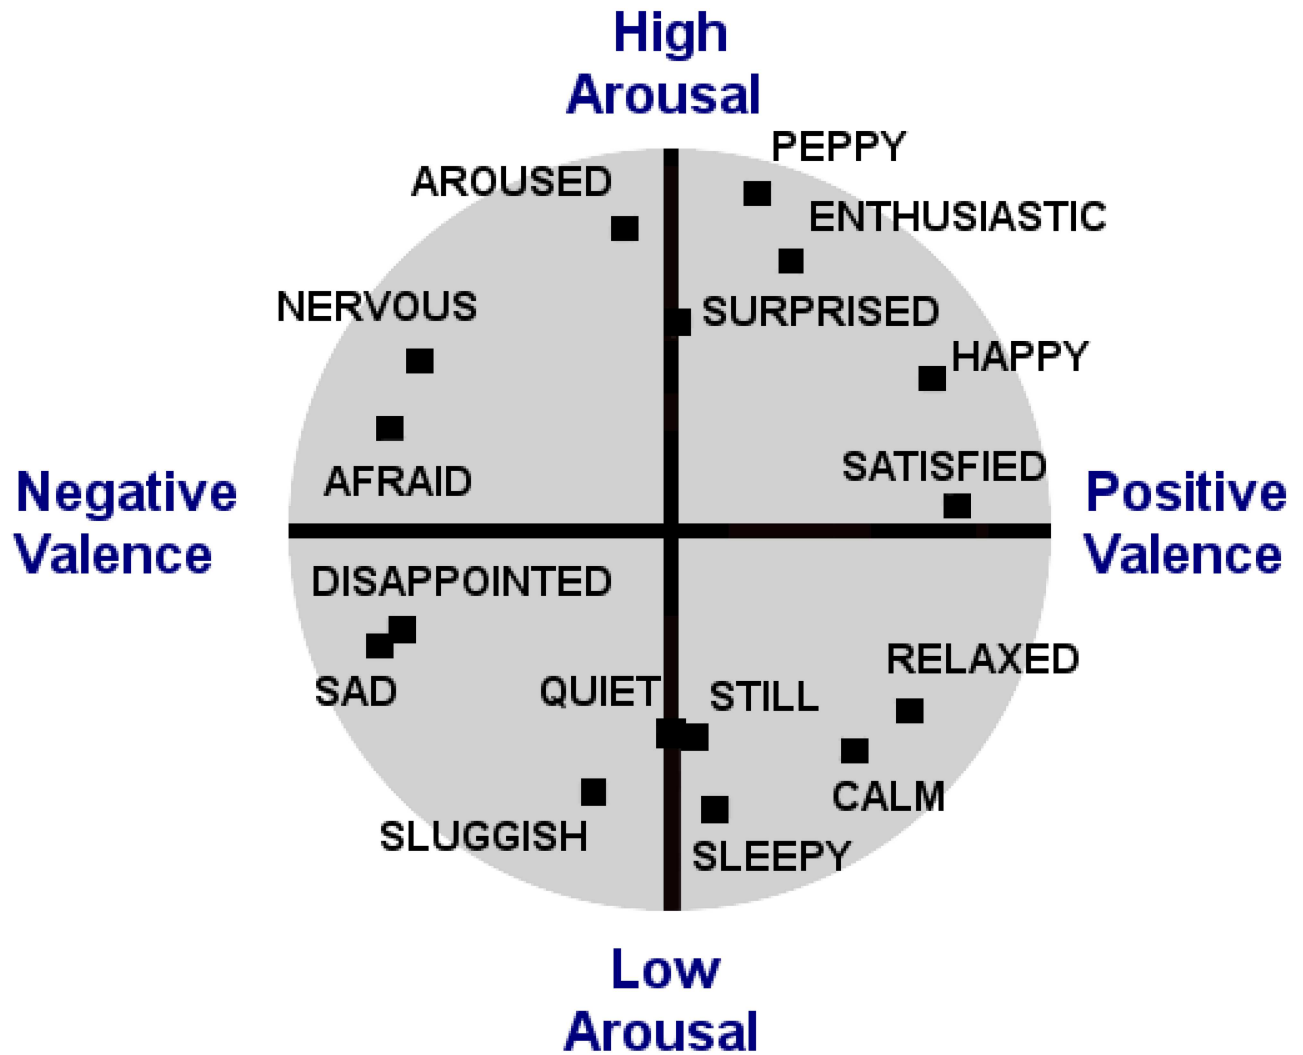 High
Arousal
PEPPY
AROUSED
ENTHUSIASTIC
NERVOUS
SURPRISED
HAPPY
SATISFIED
AFRAID
Negative
Valence
Positive
Valence
DISAPPOINTED
RELAXED
SAD
QUIET
STILL
CALM
SLUGGISH
SLEEPY
Low
Arousal